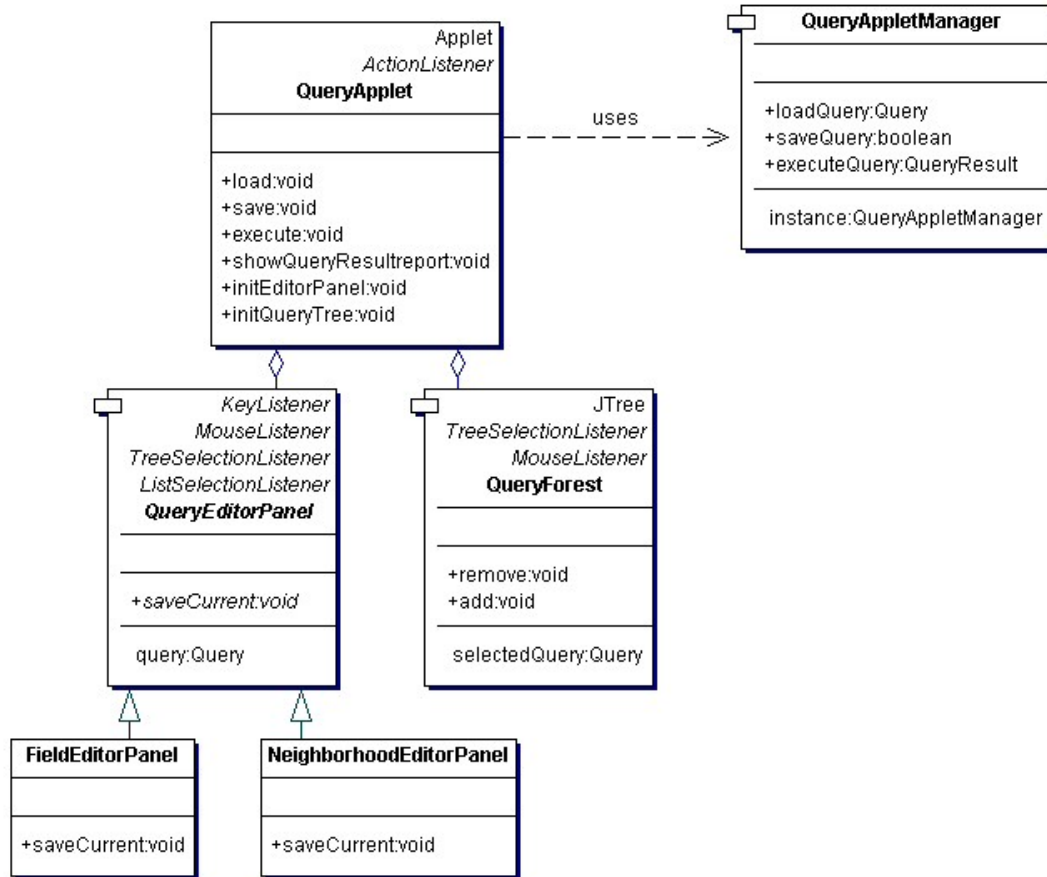 Applet
ActionListener
QueryApplet
+load:void
+save:void
+execute:void
+showQueryResultreport:void
+initEditorPanel:void
+initQueryTree:void
uses
QueryAppletManager
+loadQuery:Query
+saveQuery:boolean
+executeQuery:QueryResult
instance:QueryAppletManager
KeyListener
MouseListener
TreeSelectionListener
ListSelectionListener
QueryEditorPanel
+saveCurrent:void
query:Query
JTree
TreeSelectionListener
MouseListener
QueryForest
+remove:void
+add:void
selectedQuery:Query
FieldEditorPanel
+saveCurrent:void
NeighborhoodEditorPanel
+saveCurrent:void